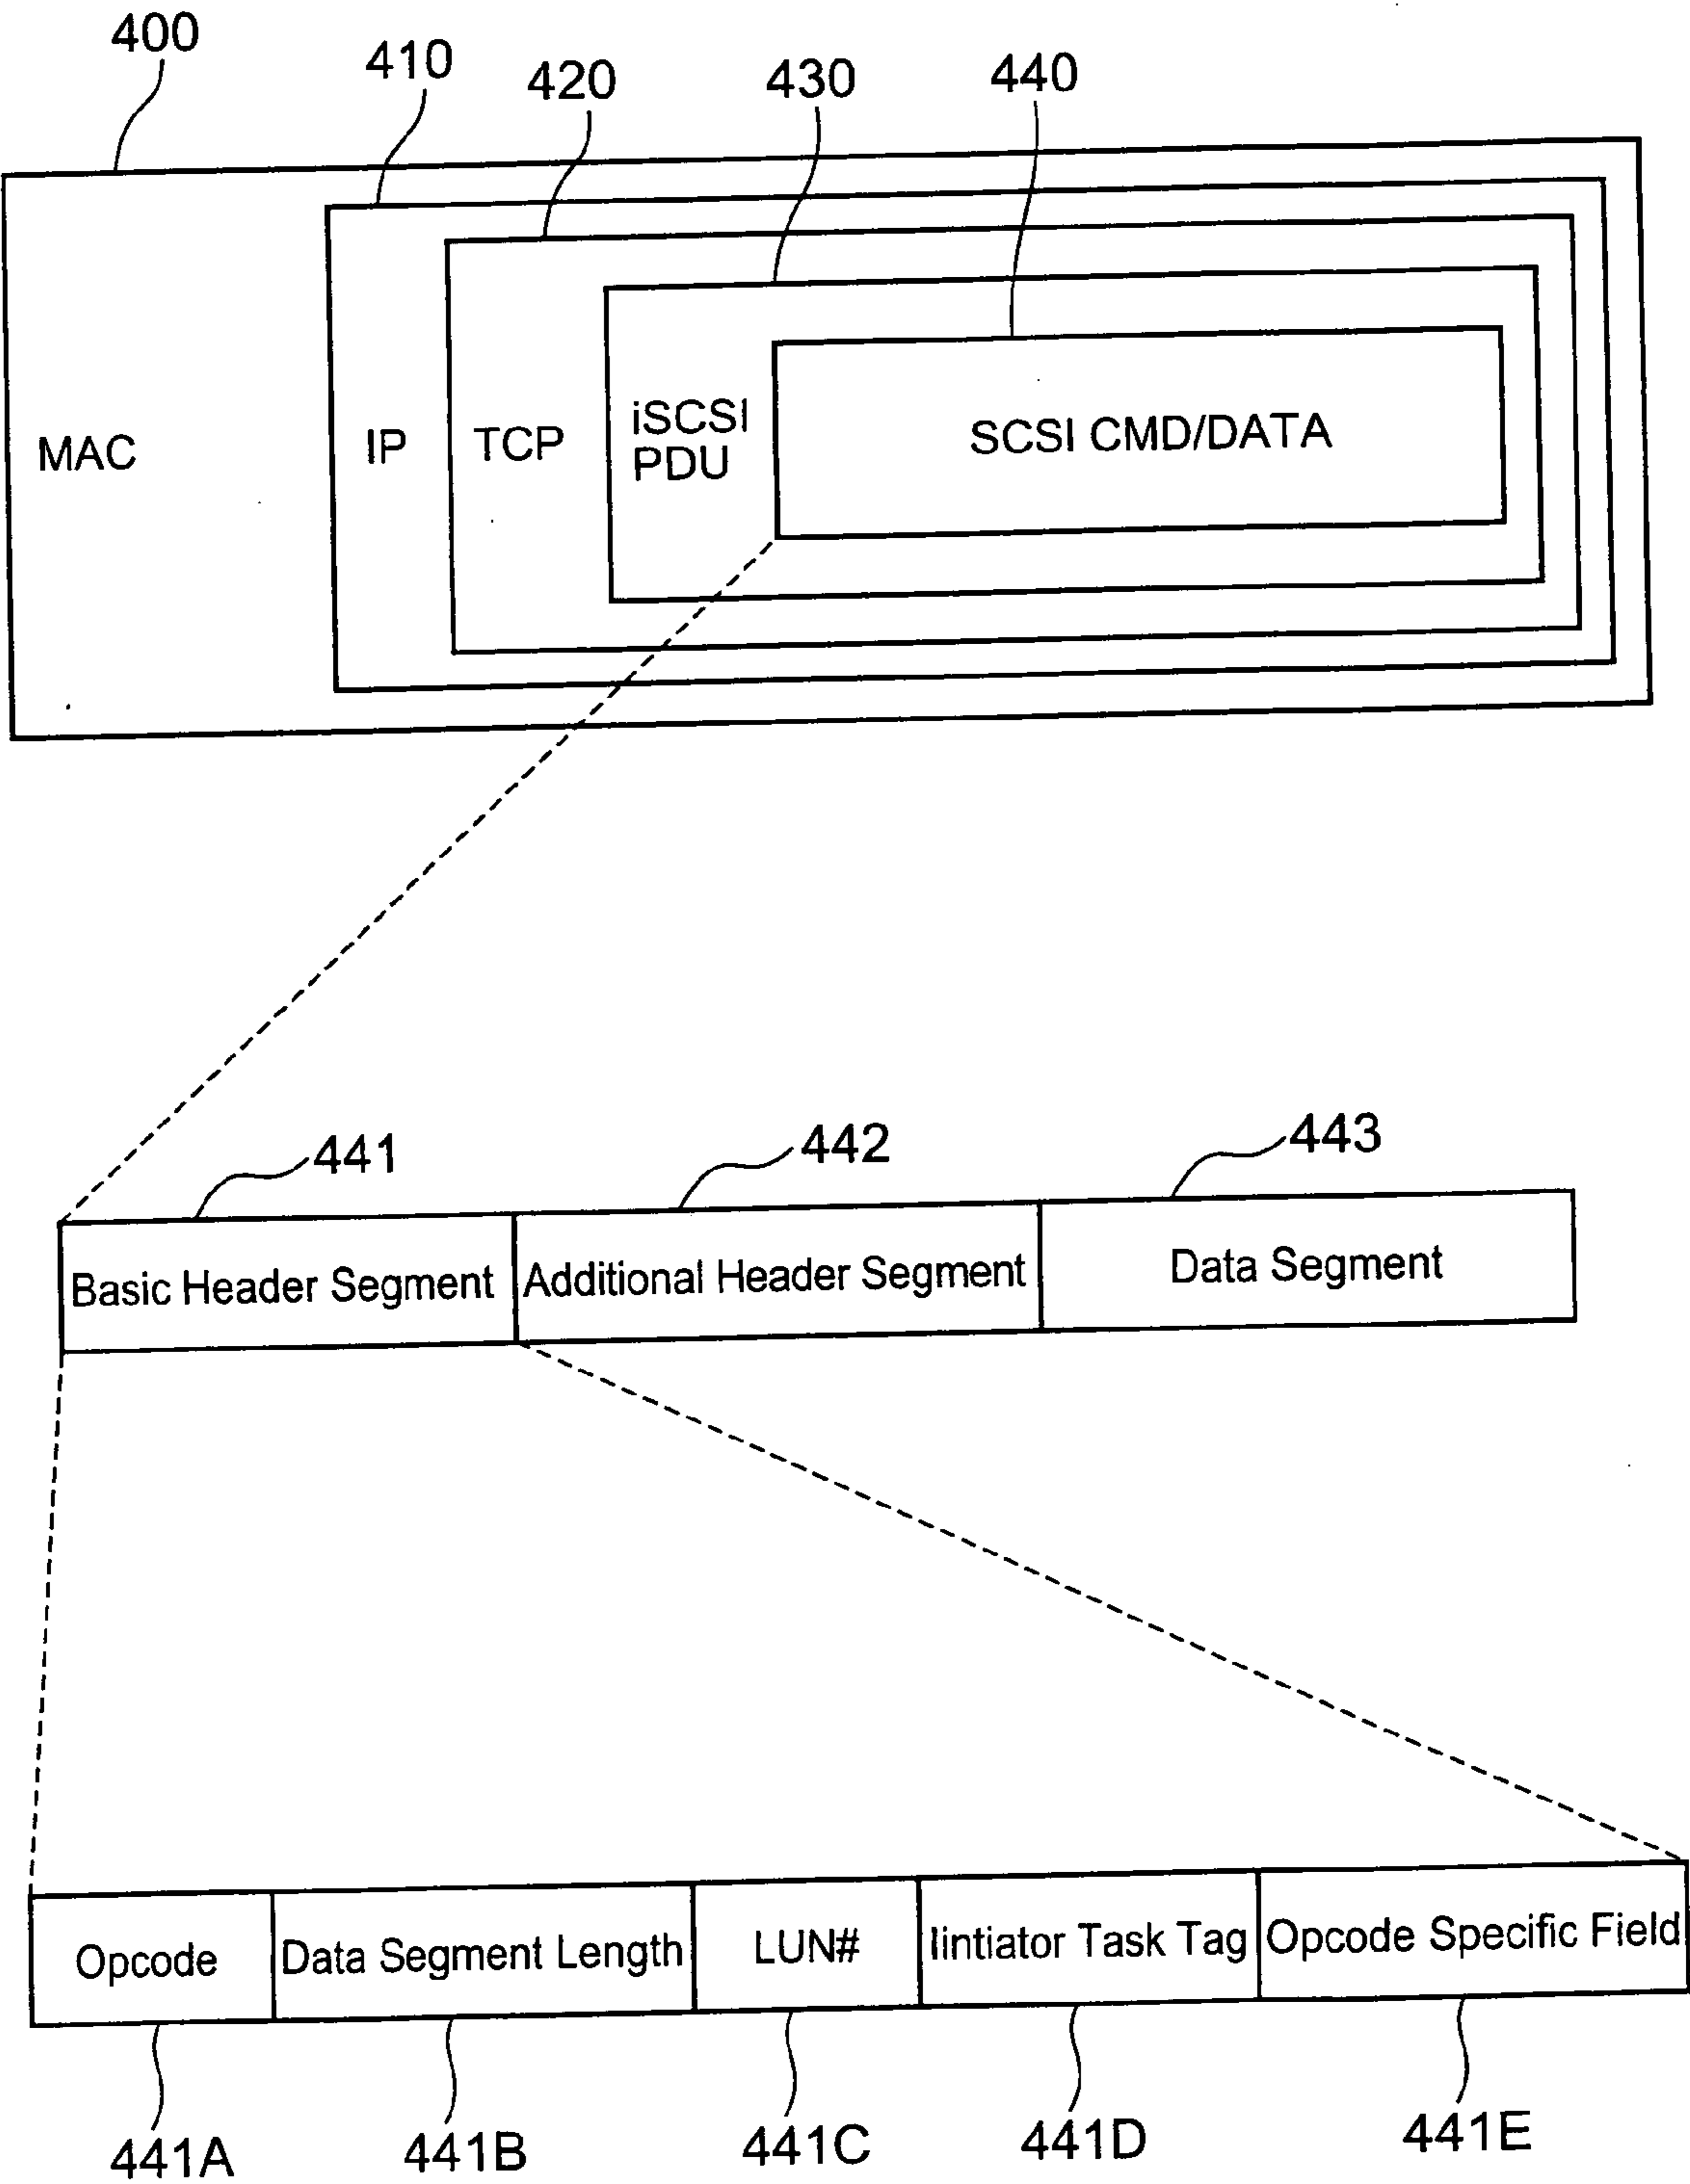 400
410
420
430
440
MAC
IP
TCP
iSCSI
PDU
SCSI CMD/DATA
441
442
443
Basic Header Segment
Additional Header Segment
Data Segment
Opcode
Data Segment Length
LUN#
Iintiator Task Tag
Opcode Specific Field
441A
441B
441C
441D
441E